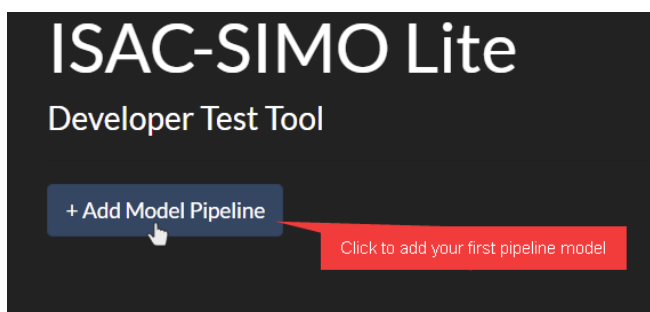 ISAC-SIMO Lite
Developer Test Tool
+ Add Model Pipeline
Click to add your first pipeline model